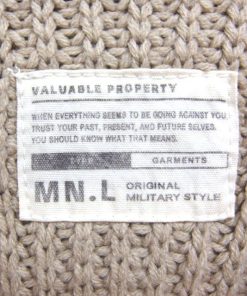 VALUABLE PROPERTY
WHEN EVERYTHING SEEMS TO BE GOING AGAINST YOU,
TRUST YOUR PAST, PRESENT, AND FUTURE SELVES.
YOU SHOULD KNOW WHAT THAT MEANS.
TYPE GARMENTS
MN.L ORIGINAL
MILITARY STYLE